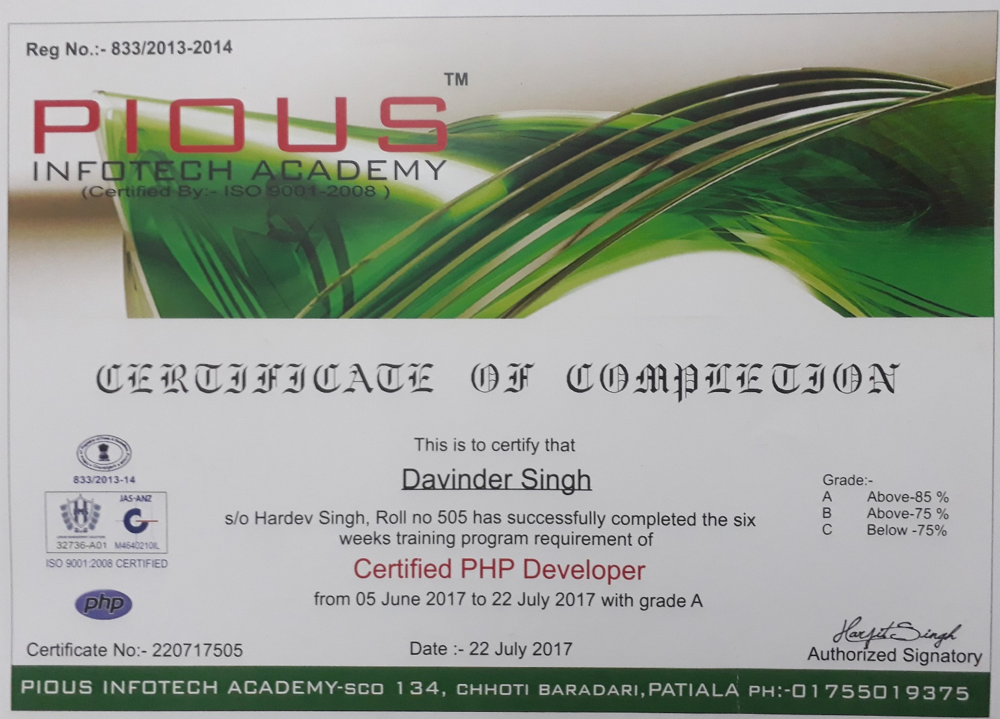 Reg No.:- 833/2013-2014
TM
PIOUS
INFOTECH ACADEMY
(Certified By:- ISO 9001-2008 )
CERTIFICATE OF COMPLETION
This is to certify that
Davinder Singh
s/o Hardev Singh, Roll no 505 has successfully completed the six
weeks training program requirement of
Certified PHP Developer
from 05 June 2017 to 22 July 2017 with grade A
833/2013-14
JAS-ANZ
32736-A01 M4640210IL
ISO 9001:2008 CERTIFIED
php
Grade:-
A Above-85 %
B Above-75 %
C Below -75%
Harjit Singh
Certificate No:- 220717505
Date :- 22 July 2017
Authorized Signatory
PIOUS INFOTECH ACADEMY-SCO 134, CHHOTI BARADARI,PATIALA PH:-01755019375